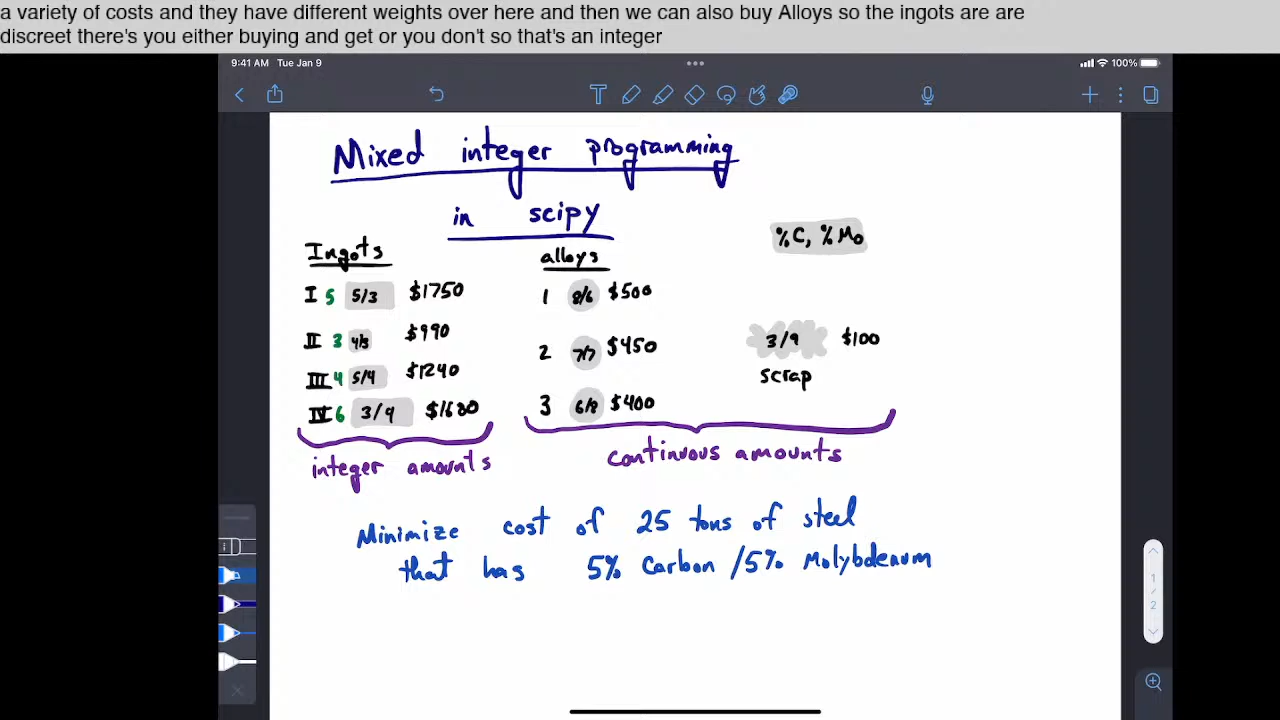 a variety of costs and they have different weights over here and then we can also buy Alloys so the ingots are are
discreet there's you either buying and get or you don't so that's an integer
9:41 AM Tue Jan 9
100%
Mixed integer programming
in scipy
%C, %Mo
Ingots
alloys
I 5 5/3 $1750
1 8/6 $500
II 3 4/3 $990
2 7/7 $450
3/9 $100
III 4 5/4 $1240
scrap
IV 6 3/4 $1680
3 6/8 $400
integer amounts
continuous amounts
Minimize cost of 25 tons of steel
that has 5% Carbon /5% Molybdenum
1
/
2